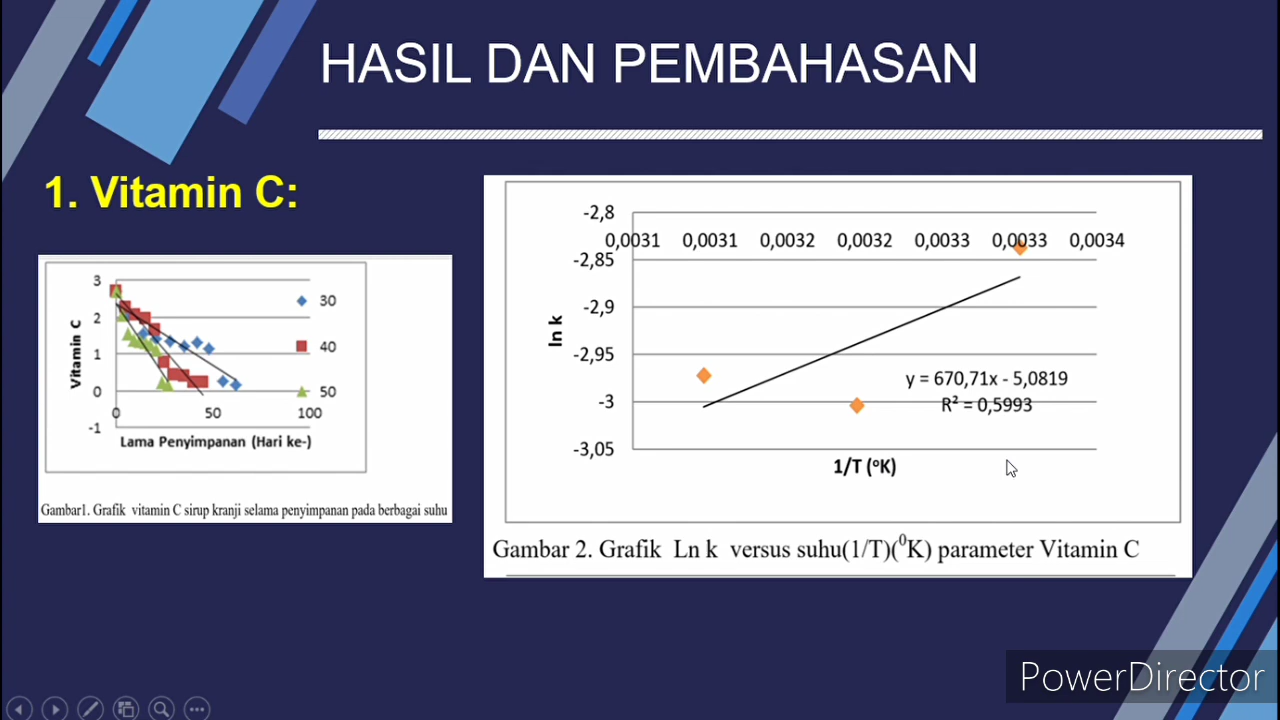 HASIL DAN PEMBAHASAN
1. Vitamin C:
3
2
1
0
-1
Vitamin C
0
50
100
Lama Penyimpanan (Hari ke-)
30
40
50
Gambar1. Grafik vitamin C sirup kranji selama penyimpanan pada berbagai suhu
-2,8
-2,85
-2,9
-2,95
-3
-3,05
ln k
0,0031 0,0031 0,0032 0,0032 0,0033 0,0033 0,0034
y = 670,71x - 5,0819
R² = 0,5993
1/T (ºK)
Gambar 2. Grafik Ln k versus suhu(1/T)(⁰K) parameter Vitamin C
PowerDirector